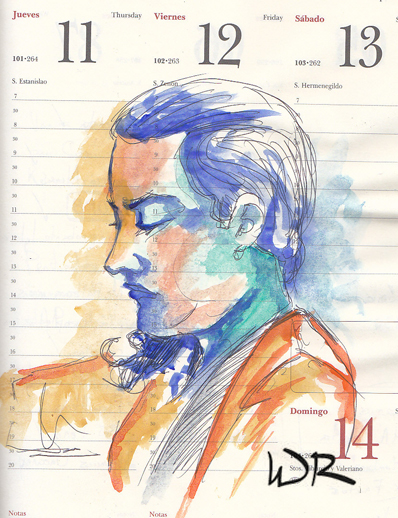 Jueves 11 Thursday
101•264
S. Estanislao
Viernes 12 Friday
102•263
S. Zenón
Sábado 13
103•262
S. Hermenegildo
7
8
9
10
11
12
13
14
15
16
17
18
19
20
Domingo 14
Stos. y Valeriano
WR
Notas
Notas